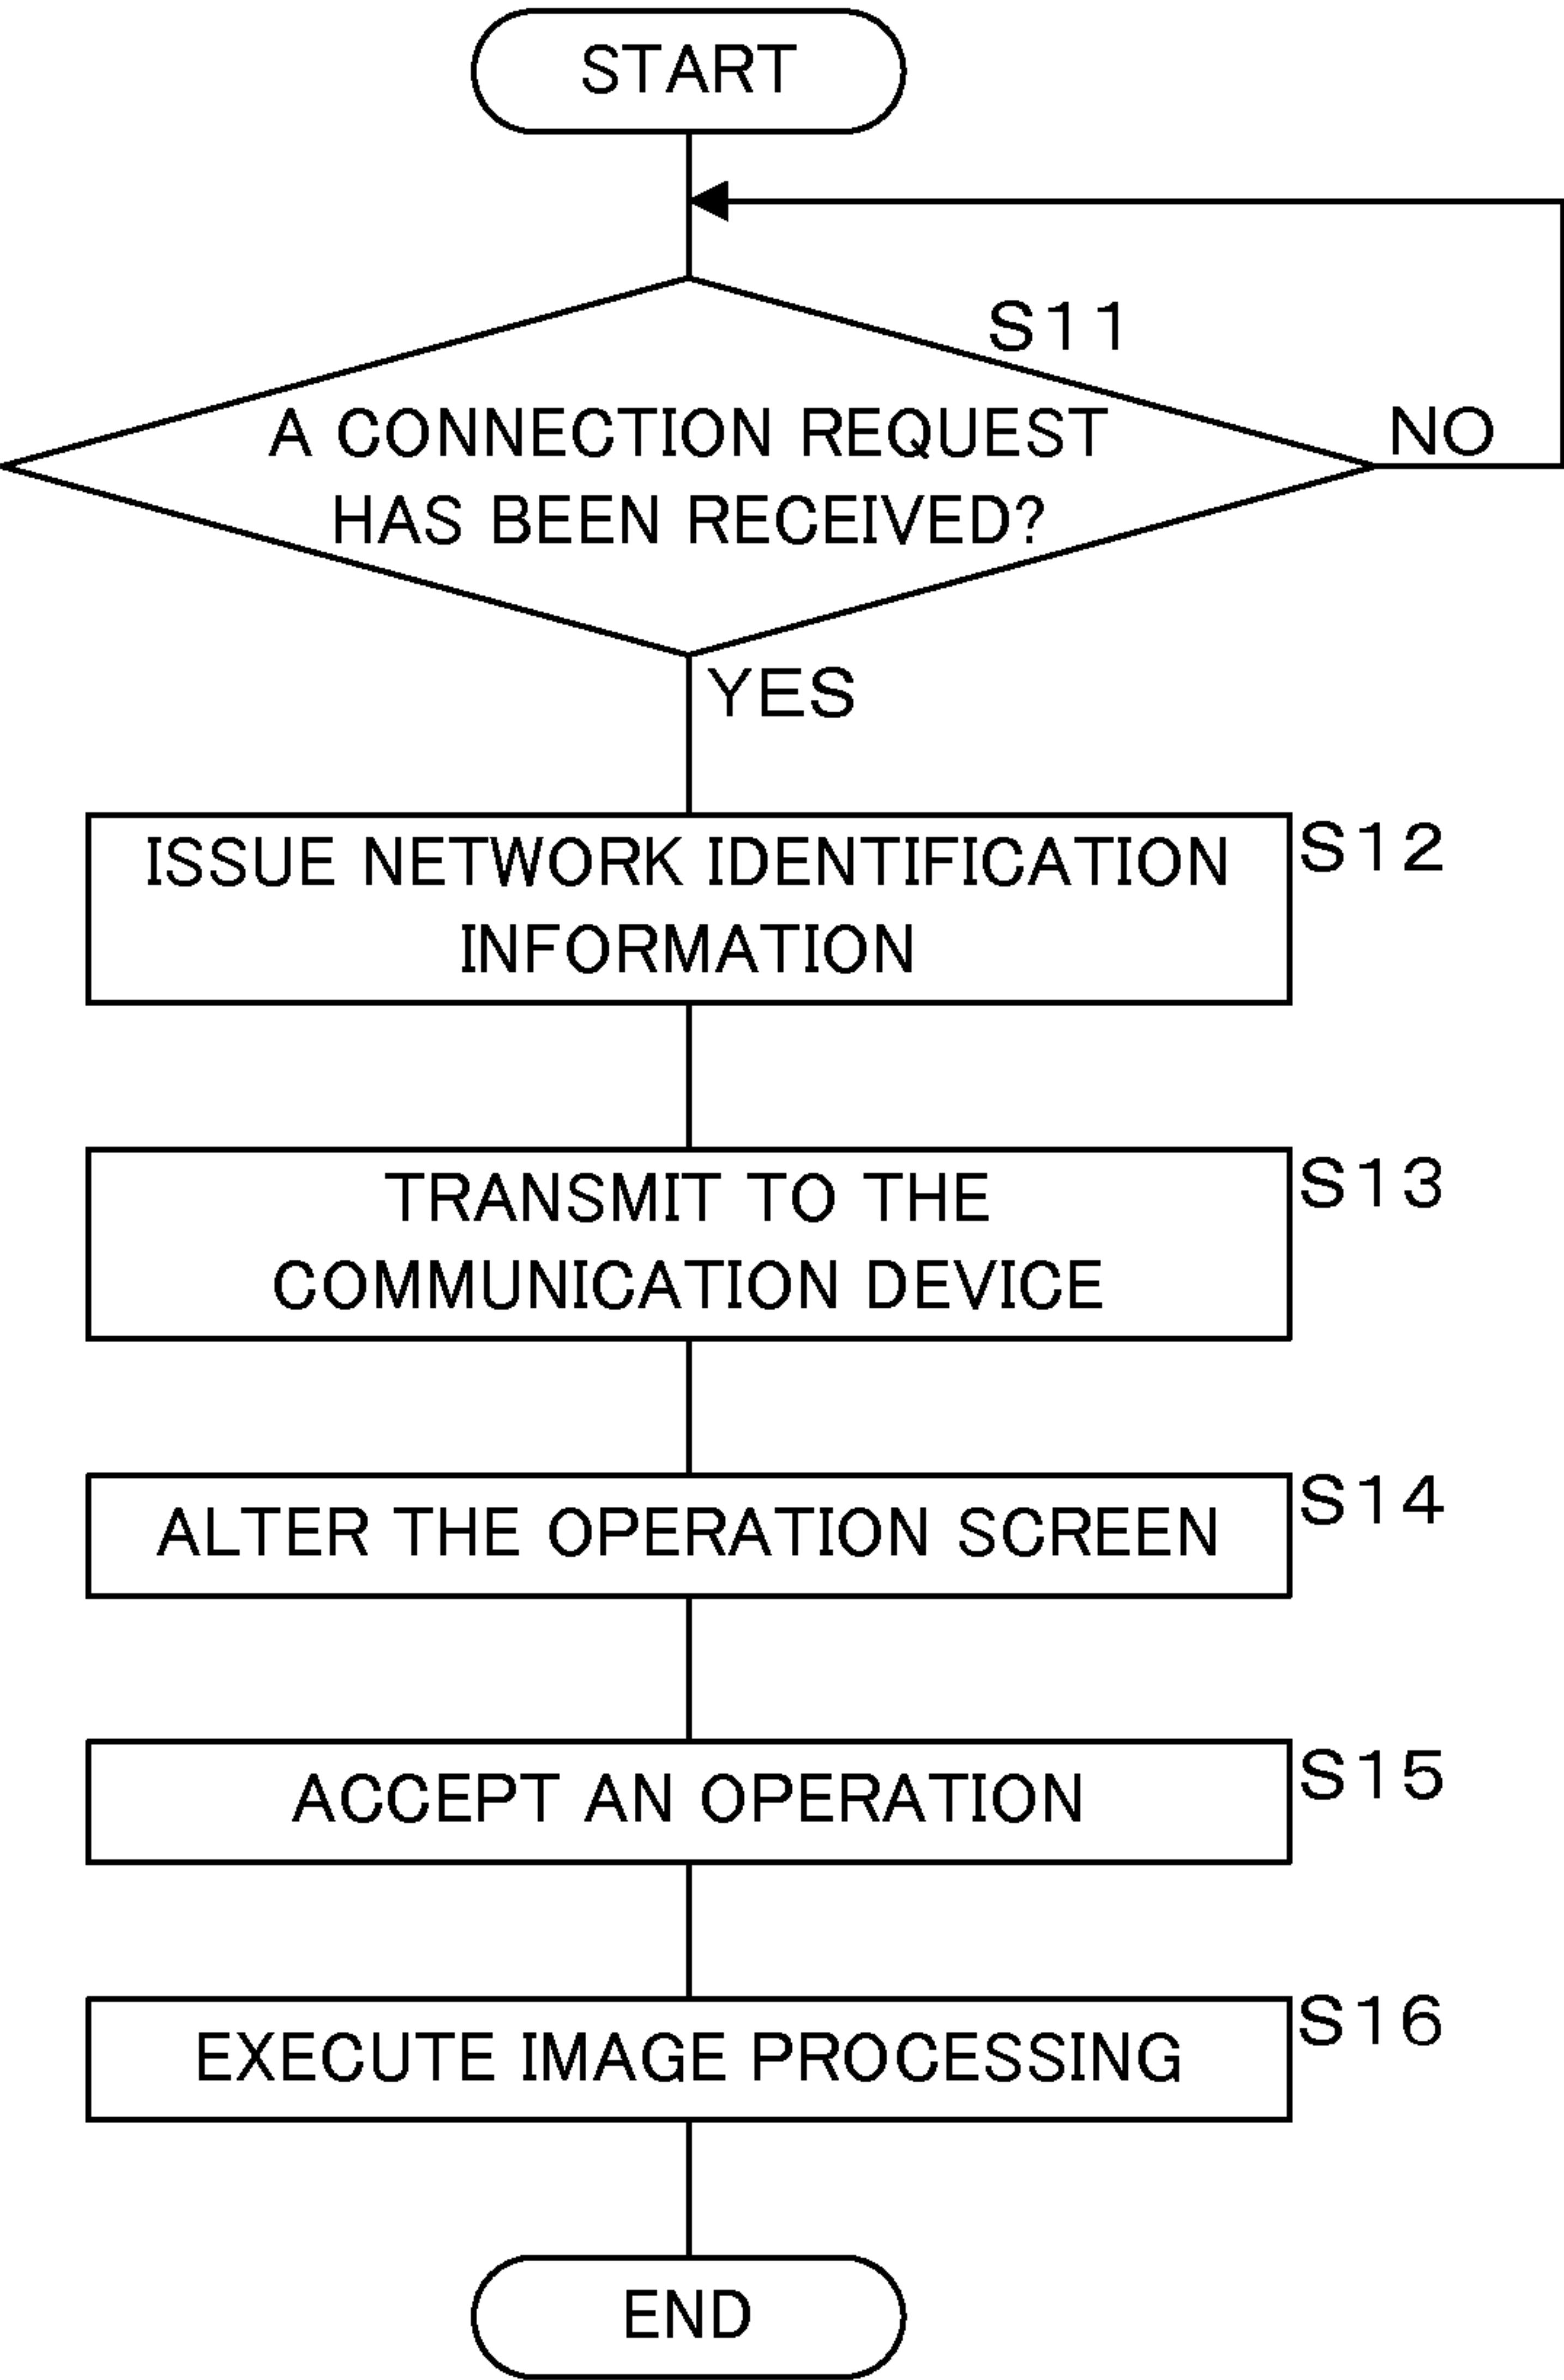 START
S11
A CONNECTION REQUEST
HAS BEEN RECEIVED?
NO
YES
ISSUE NETWORK IDENTIFICATION
INFORMATION
S12
TRANSMIT TO THE
COMMUNICATION DEVICE
S13
ALTER THE OPERATION SCREEN
S14
ACCEPT AN OPERATION
S15
EXECUTE IMAGE PROCESSING
S16
END